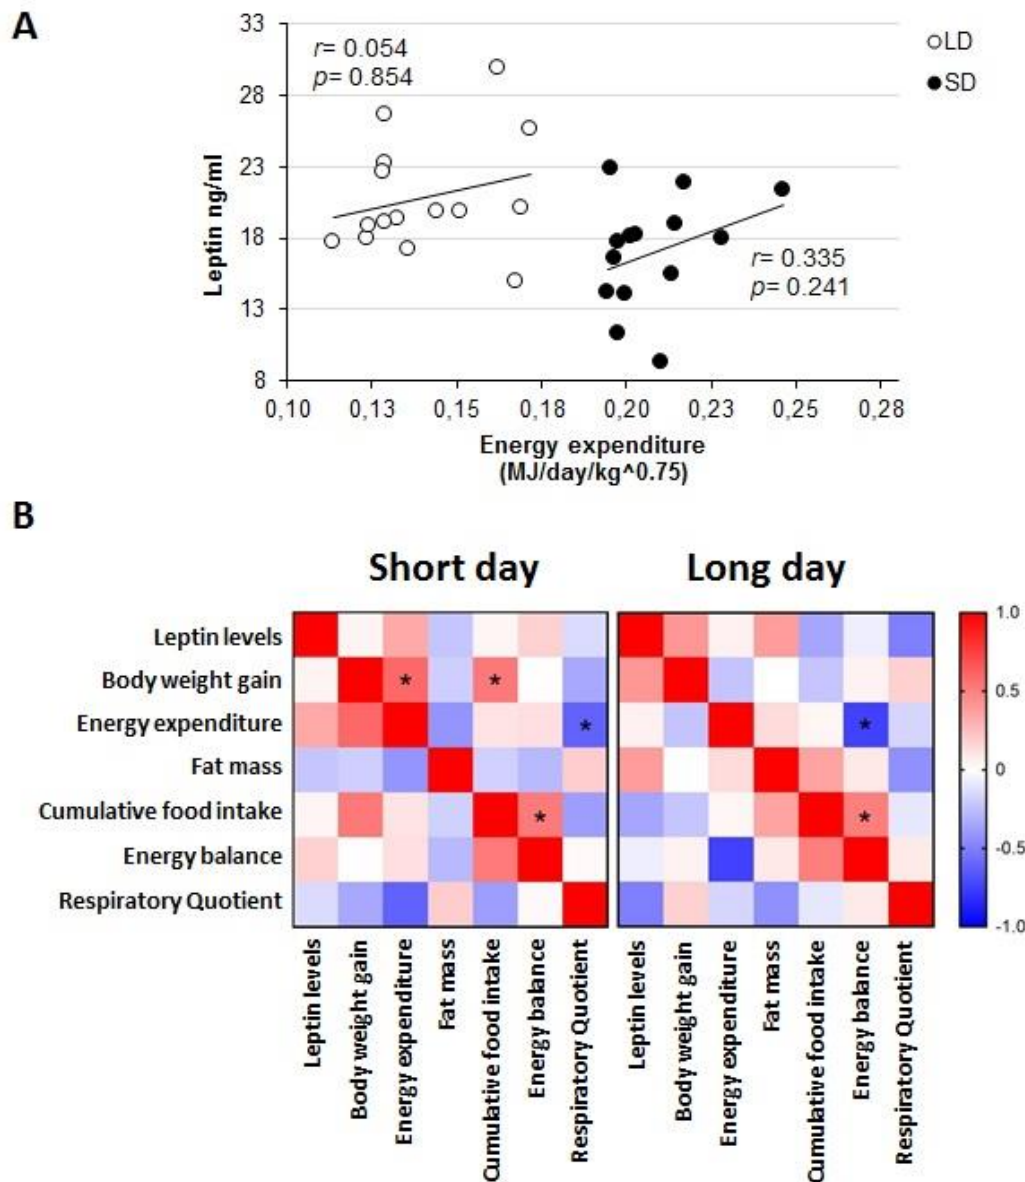 A
33
28
23
18
13
8
Leptin ng/ml
r= 0.054
p= 0.854
LD
SD
r= 0.335
p= 0.241
0,10 0,13 0,15 0,18 0,20 0,23 0,25 0,28
Energy expenditure
(MJ/day/kg^0.75)
B
Short day
Long day
Leptin levels
Body weight gain
Energy expenditure
Fat mass
Cumulative food intake
Energy balance
Respiratory Quotient
* *
*
*
*
*
1.0
0.5
0
-0.5
-1.0
Leptin levels
Body weight gain
Energy expenditure
Fat mass
Cumulative food intake
Energy balance
Respiratory Quotient
Leptin levels
Body weight gain
Energy expenditure
Fat mass
Cumulative food intake
Energy balance
Respiratory Quotient